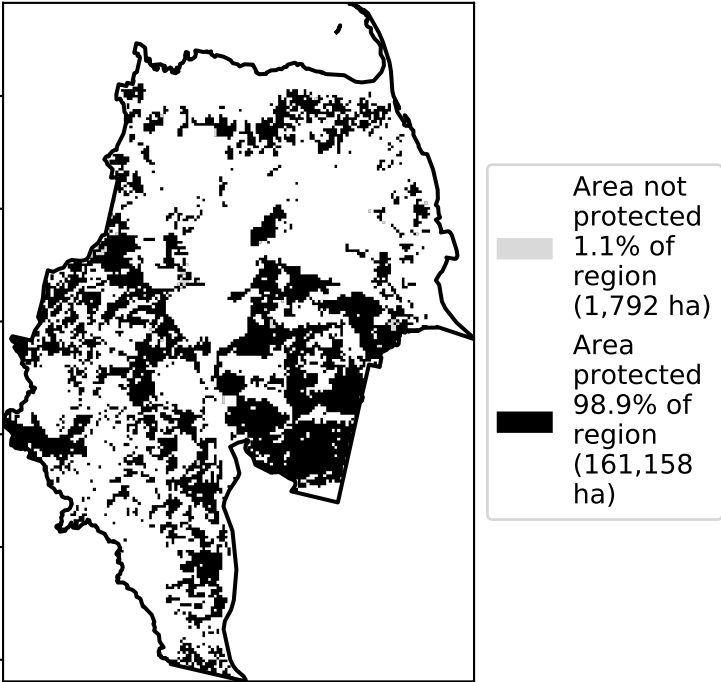 Area not
protected
1.1% of
region
(1,792 ha)
Area
protected
98.9% of
region
(161,158
ha)